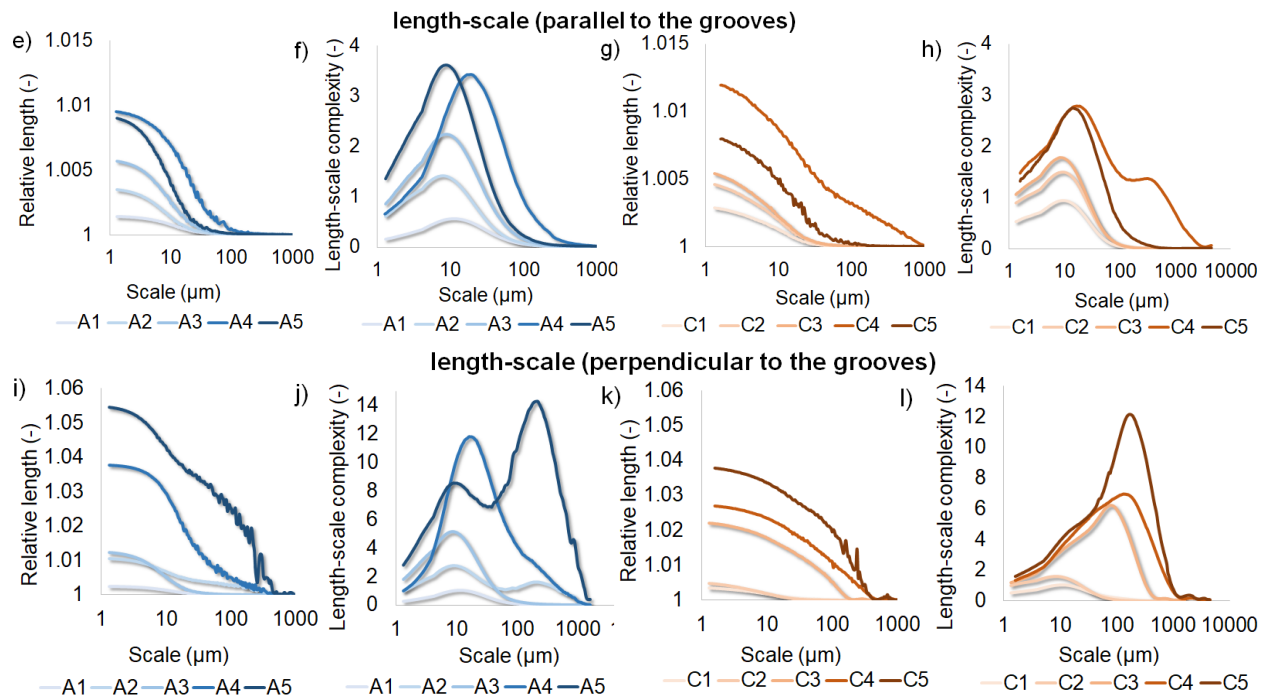 length-scale (parallel to the grooves)
e) f) g) h)
Relative length (-)
1.015
1.01
1.005
1
1 10 100 1000
Scale (µm)
A1 A2 A3 A4 A5
Length-scale complexity (-)
4
3
2
1
0
1 10 100 1000
Scale (µm)
A1 A2 A3 A4 A5
Relative length (-)
1.015
1.01
1.005
1
1 10 100 1000
Scale (µm)
C1 C2 C3 C4 C5
Length-scale complexity (-)
4
3
2
1
0
1 10 100 1000 10000
Scale (µm)
C1 C2 C3 C4 C5
length-scale (perpendicular to the grooves)
i) j) k) l)
Relative length (-)
1.06
1.05
1.04
1.03
1.02
1.01
1
1 10 100 1000
Scale (µm)
A1 A2 A3 A4 A5
Length-scale complexity (-)
14
12
10
8
6
4
2
0
1 10 100 1000
Scale (µm)
A1 A2 A3 A4 A5
Relative length (-)
1.06
1.05
1.04
1.03
1.02
1.01
1
1 10 100 1000
Scale (µm)
C1 C2 C3 C4 C5
Length-scale complexity (-)
14
12
10
8
6
4
2
0
1 10 100 1000 10000
Scale (µm)
C1 C2 C3 C4 C5